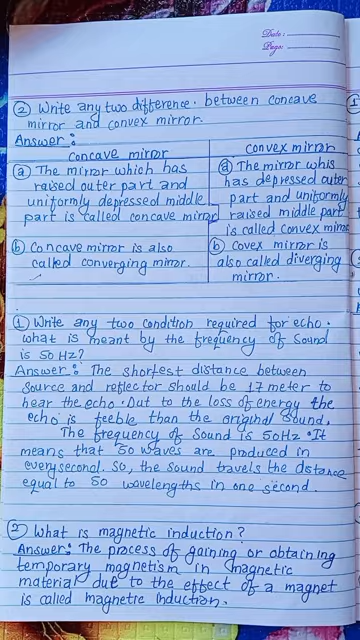 Date:
Page:
② Write any two difference between concave
mirror and convex mirror.
Answer:
concave mirror
ⓐ The mirror which has
raised outer part and
uniformly depressed middle
part is called concave mirror
ⓑ Concave mirror is also
called converging mirror.
convex mirror
ⓐ The mirror whis
has depressed outer
part and uniformly
raised middle part
is called convex mirror
ⓑ Covex mirror is
also called diverging
mirror.
① Write any two condition required for echo.
what is meant by the frequency of Sound
is 50 Hz?
Answer: The shortest distance between
source and reflector should be 17 meter to
hear the echo. Dut to the loss of energy the
echo is feeble than the original Sound,
The frequency of Sound is 50Hz. It
means that 50 waves are produced in
every second. So, the sound travels the distance
equal to 50 wavelengths in one second.
② What is magnetic induction?
Answer: The process of gaining or obtaining
temporary magnetism in magnetic
material due to the effect of a magnet
is called magnetic induction.